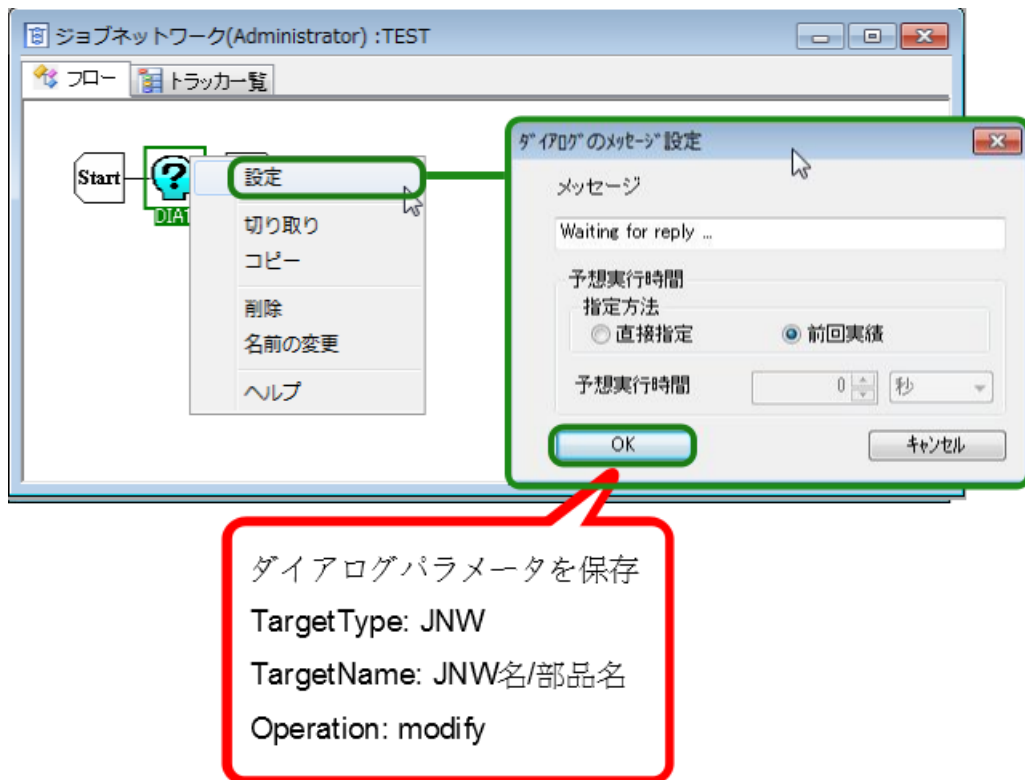 ジョブネットワーク(Administrator) :TEST
フロー
トラッカ一覧
Start
DIA1
設定
切り取り
コピー
削除
名前の変更
ヘルプ
ダイアログのメッセージ設定
メッセージ
Waiting for reply ...
予想実行時間
指定方法
直接指定
前回実績
予想実行時間
0
秒
OK
キャンセル
ダイアログパラメータを保存
TargetType: JNW
TargetName: JNW名/部品名
Operation: modify